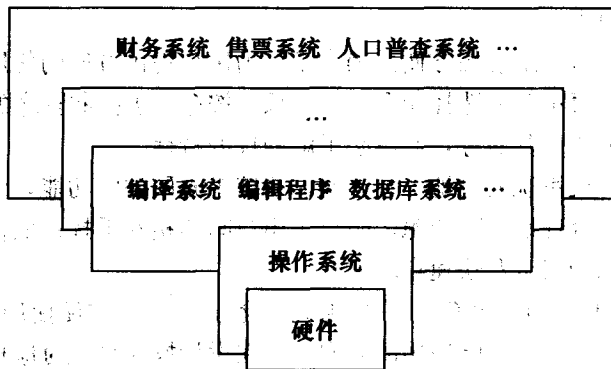 财务系统 售票系统 人口普查系统 …
…
编译系统 编辑程序 数据库系统 …
操作系统
硬件